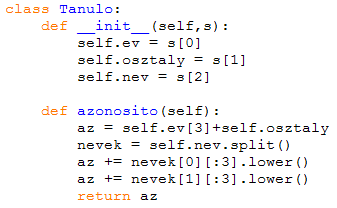 class Tanulo:
    def __init__(self,s):
        self.ev = s[0]
        self.osztaly = s[1]
        self.nev = s[2]

    def azonosito(self):
        az = self.ev[3]+self.osztaly
        nevek = self.nev.split()
        az += nevek[0][:3].lower()
        az += nevek[1][:3].lower()
        return az